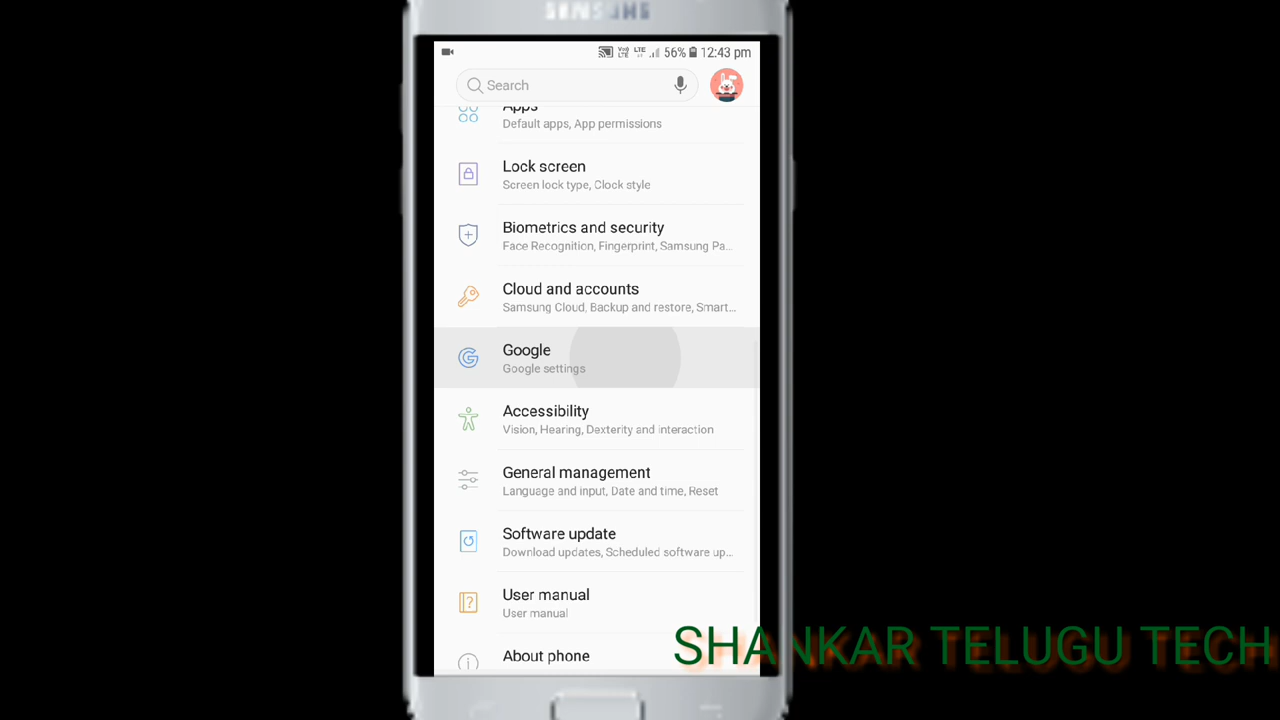 SAMSUNG
56% 12:43 pm
Search
Apps
Default apps, App permissions
Lock screen
Screen lock type, Clock style
Biometrics and security
Face Recognition, Fingerprint, Samsung Pa...
Cloud and accounts
Samsung Cloud, Backup and restore, Smart...
Google
Google settings
Accessibility
Vision, Hearing, Dexterity and interaction
General management
Language and input, Date and time, Reset
Software update
Download updates, Scheduled software up...
User manual
User manual
About phone
SHANKAR TELUGU TECH